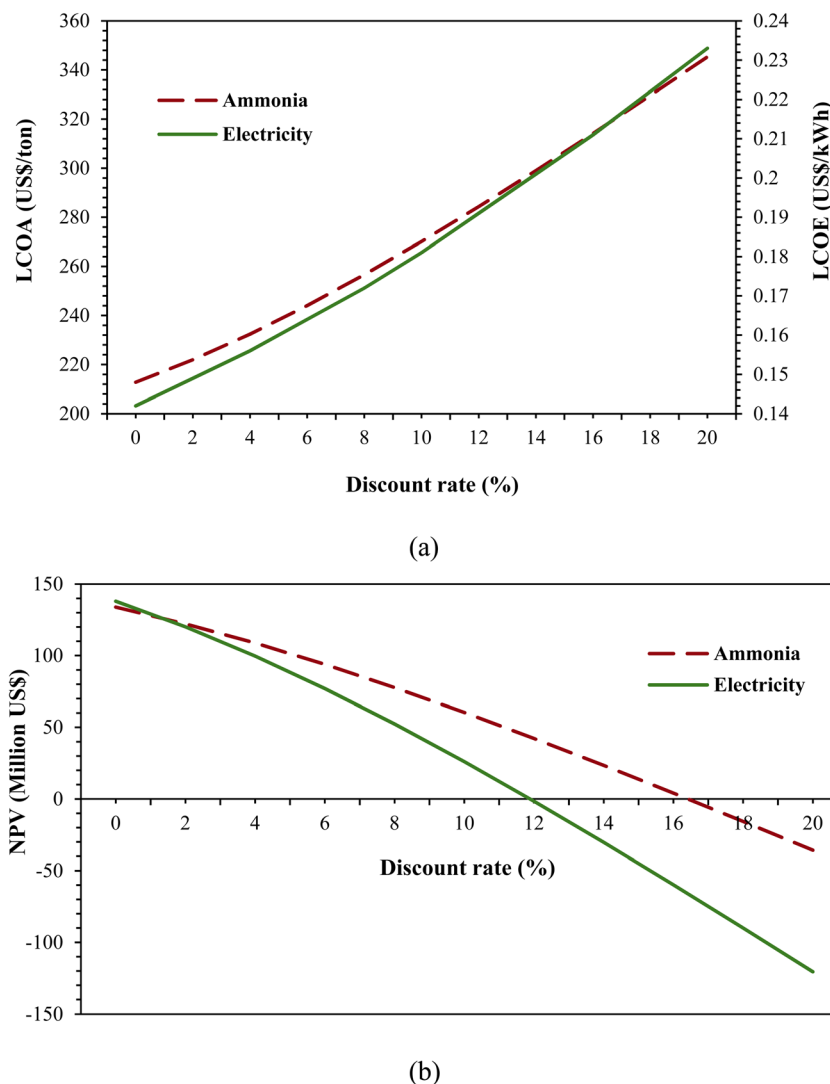 360
340
320
300
280
260
240
220
200
LCOA (US$/ton)
0.24
0.23
0.22
0.21
0.2
0.19
0.18
0.17
0.16
0.15
0.14
LCOE (US$/kWh)
Ammonia
Electricity
0 2 4 6 8 10 12 14 16 18 20
Discount rate (%)
(a)
150
100
50
0
-50
-100
-150
NPV (Million US$)
Ammonia
Electricity
0 2 4 6 8 10 12 14 16 18 20
Discount rate (%)
(b)